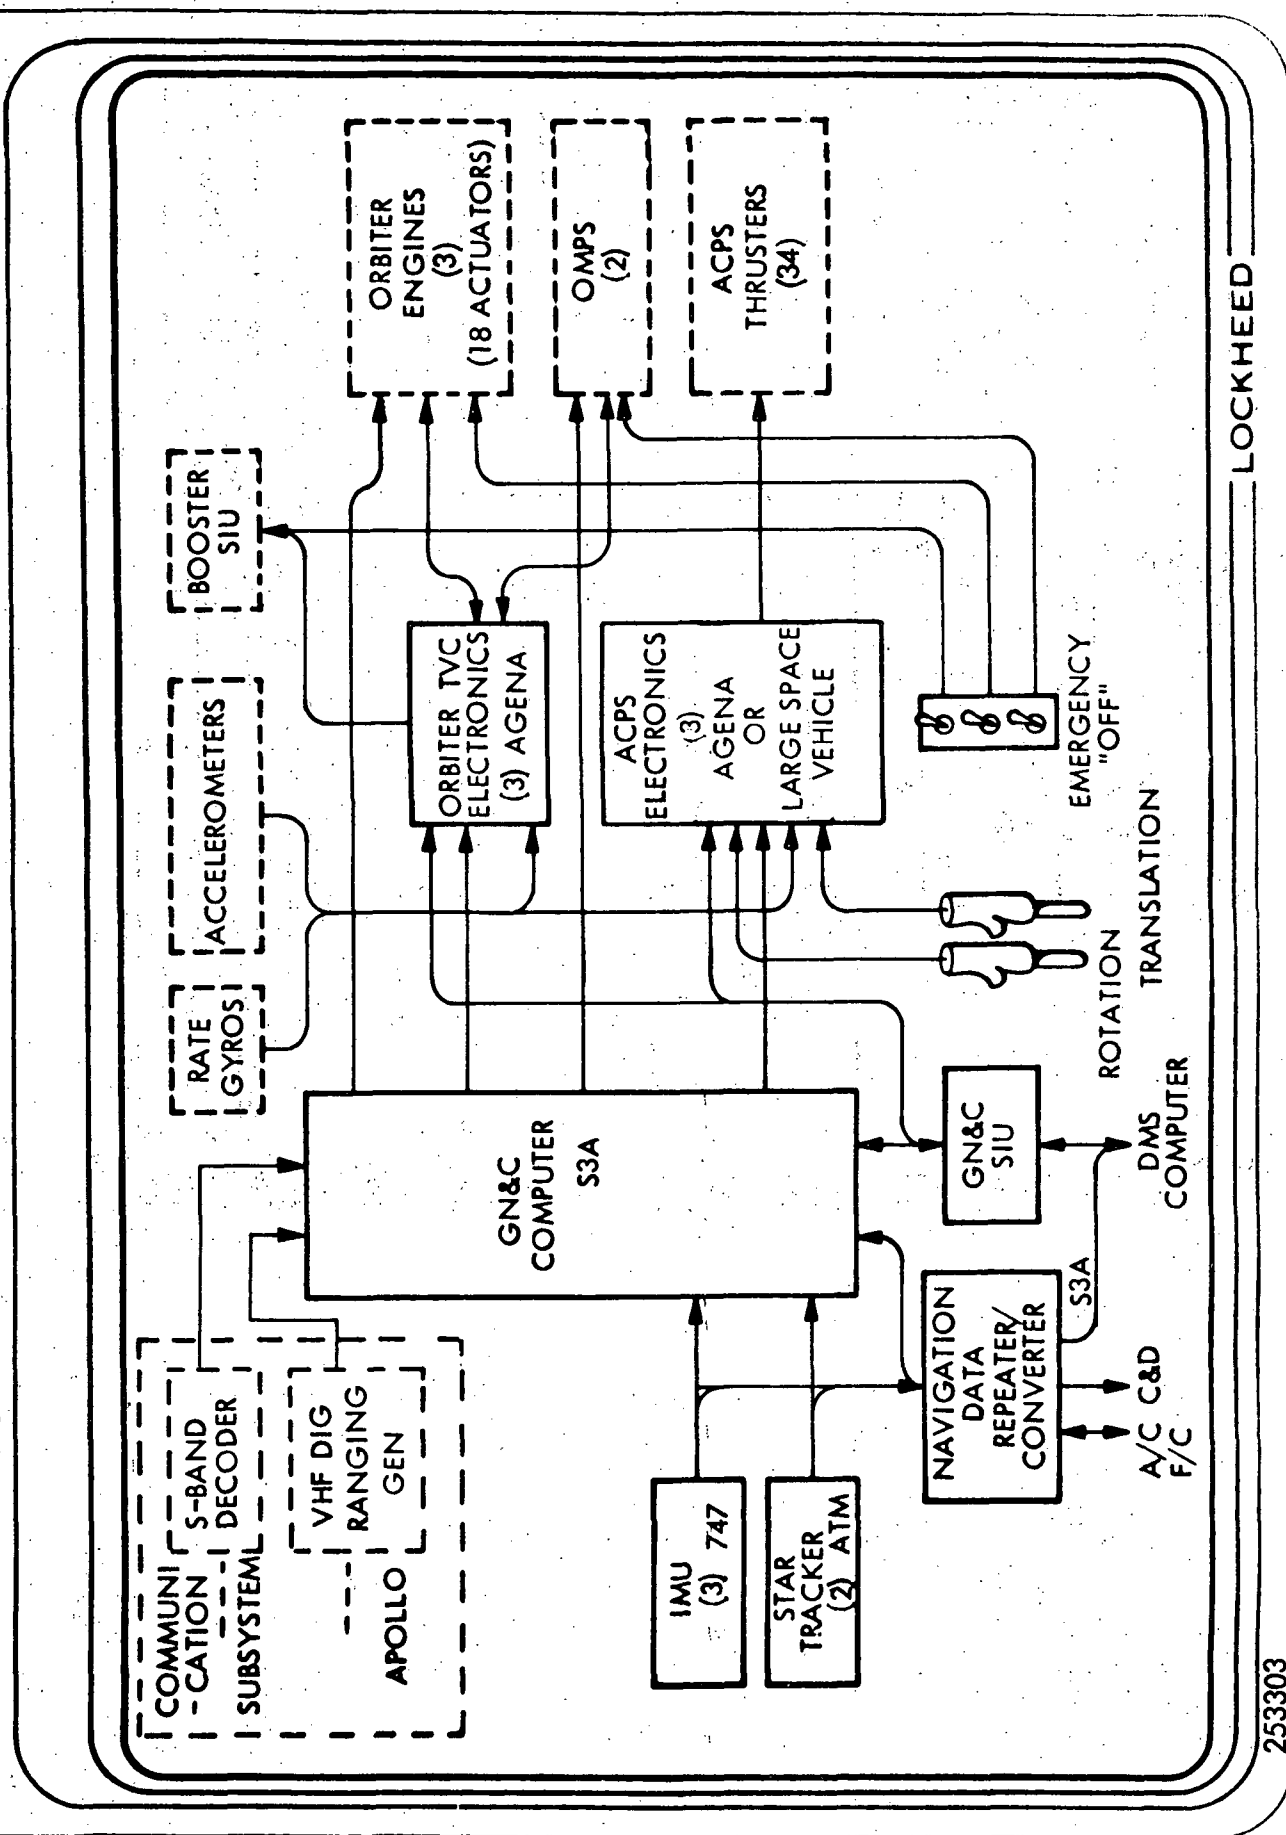 COMMUNI
-CATION
SUBSYSTEM
S-BAND
DECODER
VHF DIG
RANGING
GEN
APOLLO
RATE
GYROS
ACCELEROMETERS
BOOSTER
SIU
GN&C
COMPUTER
S3A
ORBITER TVC
ELECTRONICS
(3) AGENA
ORBITER
ENGINES
(3)
(18 ACTUATORS)
OMPS
(2)
IMU
(3) 747
STAR
TRACKER
(2) ATM
ACPS
ELECTRONICS
(3)
AGENA
OR
LARGE SPACE
VEHICLE
ACPS
THRUSTERS
(34)
NAVIGATION
DATA
REPEATER/
CONVERTER
S3A
GN&C
SIU
A/C
F/C
C&D
DMS
COMPUTER
ROTATION
TRANSLATION
EMERGENCY
"OFF"
LOCKHEED
253303